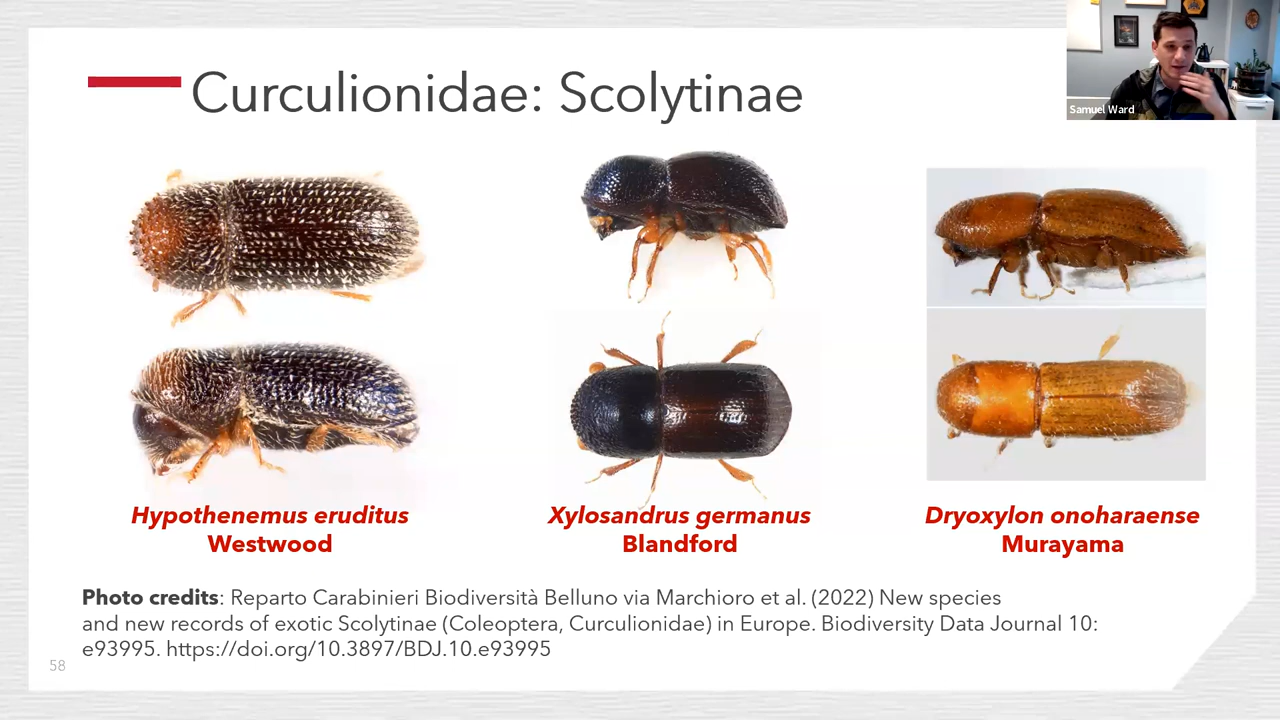 Curculionidae: Scolytinae
Samuel Ward
Hypothenemus eruditus
Westwood
Xylosandrus germanus
Blandford
Dryoxylon onoharaense
Murayama
Photo credits: Reparto Carabinieri Biodiversità Belluno via Marchioro et al. (2022) New species
and new records of exotic Scolytinae (Coleoptera, Curculionidae) in Europe. Biodiversity Data Journal 10:
e93995. https://doi.org/10.3897/BDJ.10.e93995
58